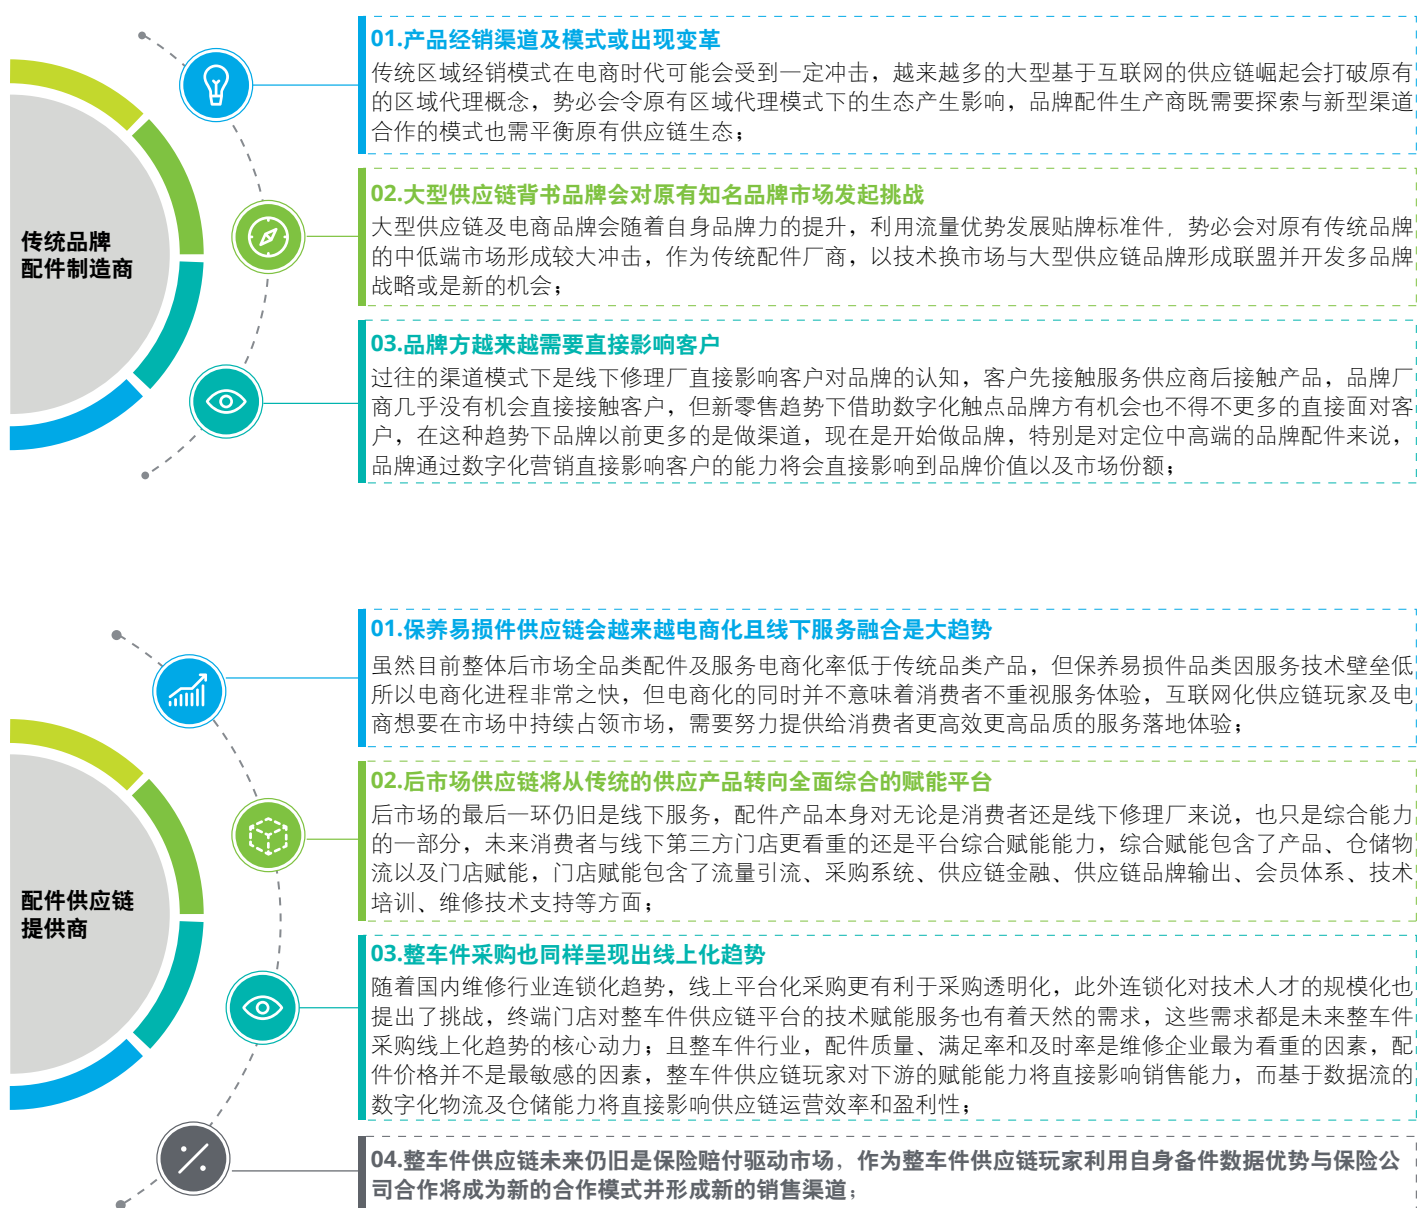 传统品牌
配件制造商
01.产品经销渠道及模式或出现变革
传统区域经销模式在电商时代可能会受到一定冲击，越来越多的大型基于互联网的供应链崛起会打破原有
的区域代理概念，势必会令原有区域代理模式下的生态产生影响，品牌配件生产商既需要探索与新型渠道
合作的模式也需平衡原有供应链生态；
02.大型供应链背书品牌会对原有知名品牌市场发起挑战
大型供应链及电商品牌会随着自身品牌力的提升，利用流量优势发展贴牌标准件，势必会对原有传统品牌
的中低端市场形成较大冲击，作为传统配件厂商，以技术换市场与大型供应链品牌形成联盟并开发多品牌
战略或是新的机会；
03.品牌方越来越需要直接影响客户
过往的渠道模式下是线下修理厂直接影响客户对品牌的认知，客户先接触服务供应商后接触产品，品牌厂
商几乎没有机会直接接触客户，但新零售趋势下借助数字化触点品牌方有机会也不得不更多的直接面对客
户，在这种趋势下品牌以前更多的是做渠道，现在是开始做品牌，特别是对定位中高端的品牌配件来说，
品牌通过数字化营销直接影响客户的能力将会直接影响到品牌价值以及市场份额；
配件供应链
提供商
01.保养易损件供应链会越来越电商化且线下服务融合是大趋势
虽然目前整体后市场全品类配件及服务电商化率低于传统品类产品，但保养易损件品类因服务技术壁垒低
所以电商化进程非常之快，但电商化的同时并不意味着消费者不重视服务体验，互联网化供应链玩家及电
商想要在市场中持续占领市场，需要努力提供给消费者更高效更高品质的服务落地体验；
02.后市场供应链将从传统的供应产品转向全面综合的赋能平台
后市场的最后一环仍旧是线下服务，配件产品本身对无论是消费者还是线下修理厂来说，也只是综合能力
的一部分，未来消费者与线下第三方门店更看重的还是平台综合赋能能力，综合赋能包含了产品、仓储物
流以及门店赋能，门店赋能包含了流量引流、采购系统、供应链金融、供应链品牌输出、会员体系、技术
培训、维修技术支持等方面；
03.整车件采购也同样呈现出线上化趋势
随着国内维修行业连锁化趋势，线上平台化采购更有利于采购透明化，此外连锁化对技术人才的规模化也
提出了挑战，终端门店对整车件供应链平台的技术赋能服务也有着天然的需求，这些需求都是未来整车件
采购线上化趋势的核心动力；且整车件行业，配件质量、满足率和及时率是维修企业最为看重的因素，配
件价格并不是最敏感的因素，整车件供应链玩家对下游的赋能能力将直接影响销售能力，而基于数据流的
数字化物流及仓储能力将直接影响供应链运营效率和盈利性；
04.整车件供应链未来仍旧是保险赔付驱动市场，作为整车件供应链玩家利用自身备件数据优势与保险公
司合作将成为新的合作模式并形成新的销售渠道；